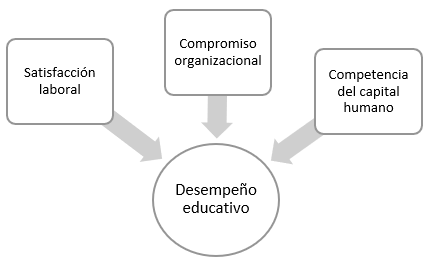 Satisfacción
laboral
Compromiso
organizacional
Competencia
del capital
humano
Desempeño
educativo